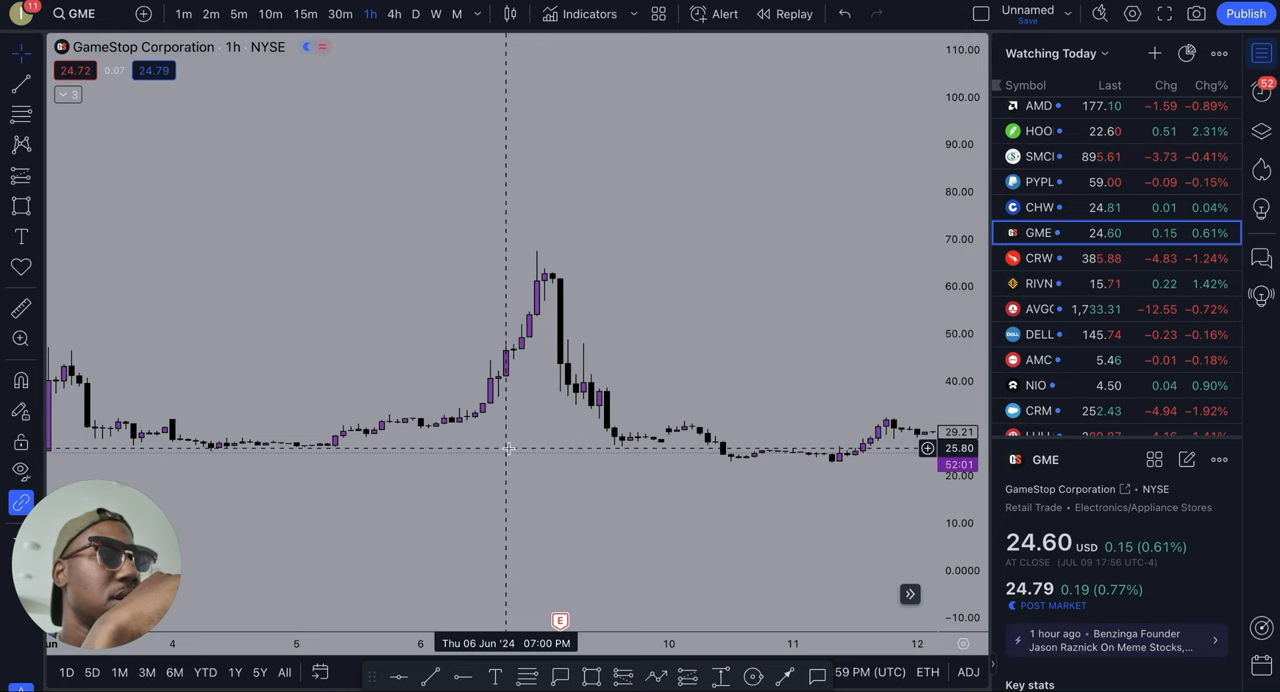 11
GME
1m 2m 5m 10m 15m 30m 1h 4h D W M
Indicators
Alert
Replay
Unnamed
Save
Publish
GameStop Corporation · 1h · NYSE
24.72 0.07 24.79
3
110.00
100.00
90.00
80.00
70.00
60.00
50.00
40.00
29.21
25.80
52:01
20.00
10.00
0.0000
−10.00
E
4 5 6 Thu 06 Jun '24 07:00 PM 10 11 12
1D 5D 1M 3M 6M YTD 1Y 5Y All
59 PM (UTC) ETH ADJ
Watching Today
52
Symbol Last Chg Chg%
AMD 177.10 −1.59 −0.89%
HOO 22.60 0.51 2.31%
SMCI 895.61 −3.73 −0.41%
PYPL 59.00 −0.09 −0.15%
CHW 24.81 0.01 0.04%
GME 24.60 0.15 0.61%
CRW 385.88 −4.83 −1.24%
RIVN 15.71 0.22 1.42%
AVG 1,733.31 −12.55 −0.72%
DELL 145.74 −0.23 −0.16%
AMC 5.46 −0.01 −0.18%
NIO 4.50 0.04 0.90%
CRM 252.43 −4.94 −1.92%
GME
GameStop Corporation • NYSE
Retail Trade • Electronics/Appliance Stores
24.60 USD 0.15 (0.61%)
AT CLOSE (JUL 09 17:56 UTC-4)
24.79 0.19 (0.77%)
POST MARKET
1 hour ago • Benzinga Founder
Jason Raznick On Meme Stocks,...
Key stats